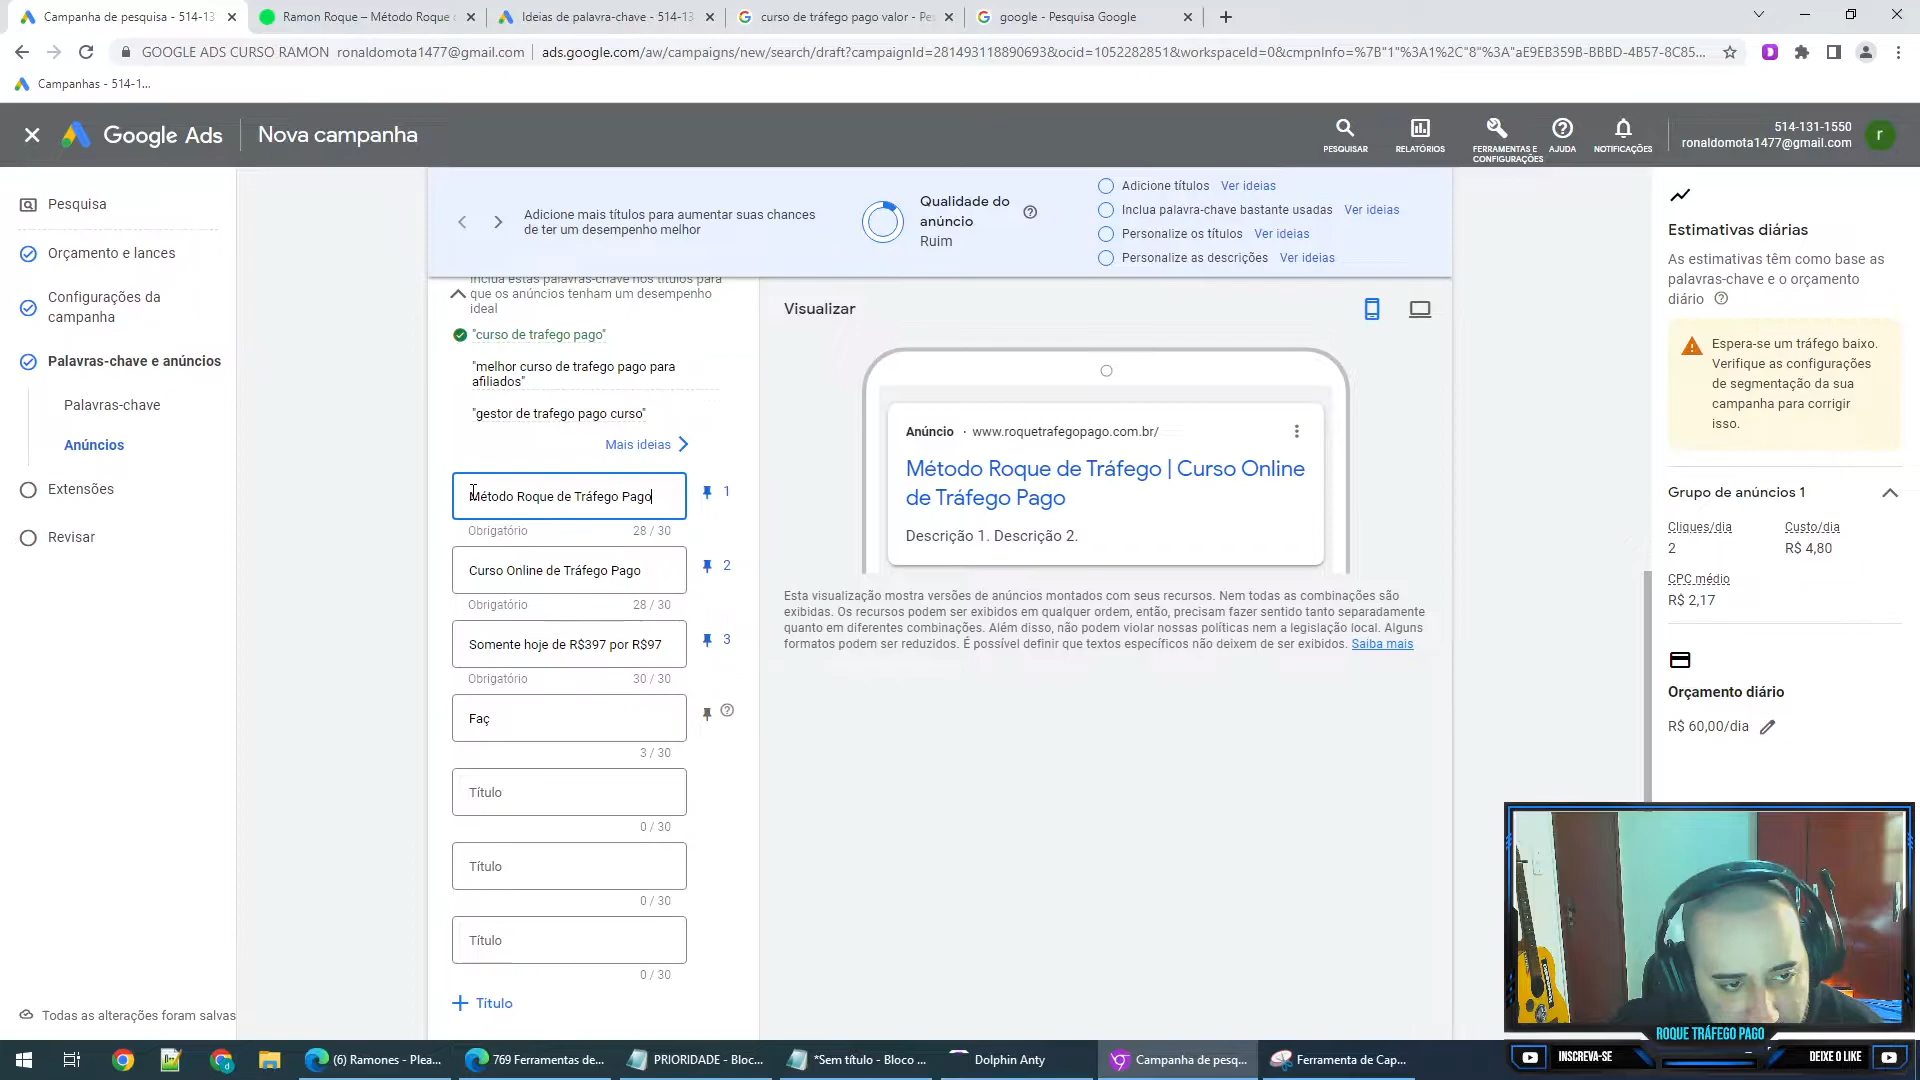 Campanha de pesquisa - 514-13
Ramon Roque – Método Roque
Ideias de palavra-chave - 514-13
curso de tráfego pago valor - Pe
google - Pesquisa Google
GOOGLE ADS CURSO RAMON ronaldomota1477@gmail.com
ads.google.com/aw/campaigns/new/search/draft?campaignId=281493118890693&ocid=1052282851&workspaceId=0&cmpnInfo=%7B"1"%3A1%2C"8"%3A"aE9EB359B-BBBD-4B57-8C85...
Campanhas - 514-1...
Google Ads
Nova campanha
PESQUISAR
RELATÓRIOS
FERRAMENTAS E CONFIGURAÇÕES
AJUDA
NOTIFICAÇÕES
514-131-1550
ronaldomota1477@gmail.com
r
Pesquisa
Orçamento e lances
Configurações da
campanha
Palavras-chave e anúncios
Palavras-chave
Anúncios
Extensões
Revisar
Todas as alterações foram salvas
Adicione mais títulos para aumentar suas chances
de ter um desempenho melhor
Qualidade do
anúncio
Ruim
Adicione títulos Ver ideias
Inclua palavra-chave bastante usadas Ver ideias
Personalize os títulos Ver ideias
Personalize as descrições Ver ideias
Inclua estas palavras-chave nos títulos para
que os anúncios tenham um desempenho
ideal
"curso de trafego pago"
"melhor curso de trafego pago para
afiliados"
"gestor de trafego pago curso"
Mais ideias
Método Roque de Tráfego Pago
1
Obrigatório 28 / 30
Curso Online de Tráfego Pago
2
Obrigatório 28 / 30
Somente hoje de R$397 por R$97
3
Obrigatório 30 / 30
Faç
3 / 30
Título
0 / 30
Título
0 / 30
Título
0 / 30
Título
Visualizar
Anúncio · www.roquetrafegopago.com.br/
Método Roque de Tráfego | Curso Online
de Tráfego Pago
Descrição 1. Descrição 2.
Esta visualização mostra versões de anúncios montados com seus recursos. Nem todas as combinações são
exibidas. Os recursos podem ser exibidos em qualquer ordem, então, precisam fazer sentido tanto separadamente
quanto em diferentes combinações. Além disso, não podem violar nossas políticas nem a legislação local. Alguns
formatos podem ser reduzidos. É possível definir que textos específicos não deixem de ser exibidos. Saiba mais
Estimativas diárias
As estimativas têm como base as
palavras-chave e o orçamento
diário
Espera-se um tráfego baixo.
Verifique as configurações
de segmentação da sua
campanha para corrigir
isso.
Grupo de anúncios 1
Cliques/dia Custo/dia
2 R$ 4,80
CPC médio
R$ 2,17
Orçamento diário
R$ 60,00/dia
ROQUE TRÁFEGO PAGO
INSCREVA-SE
DEIXE O LIKE
(6) Ramones - Plea...
769 Ferramentas de...
PRIORIDADE - Bloc...
*Sem título - Bloco ...
Dolphin Anty
Campanha de pesq...
Ferramenta de Cap...